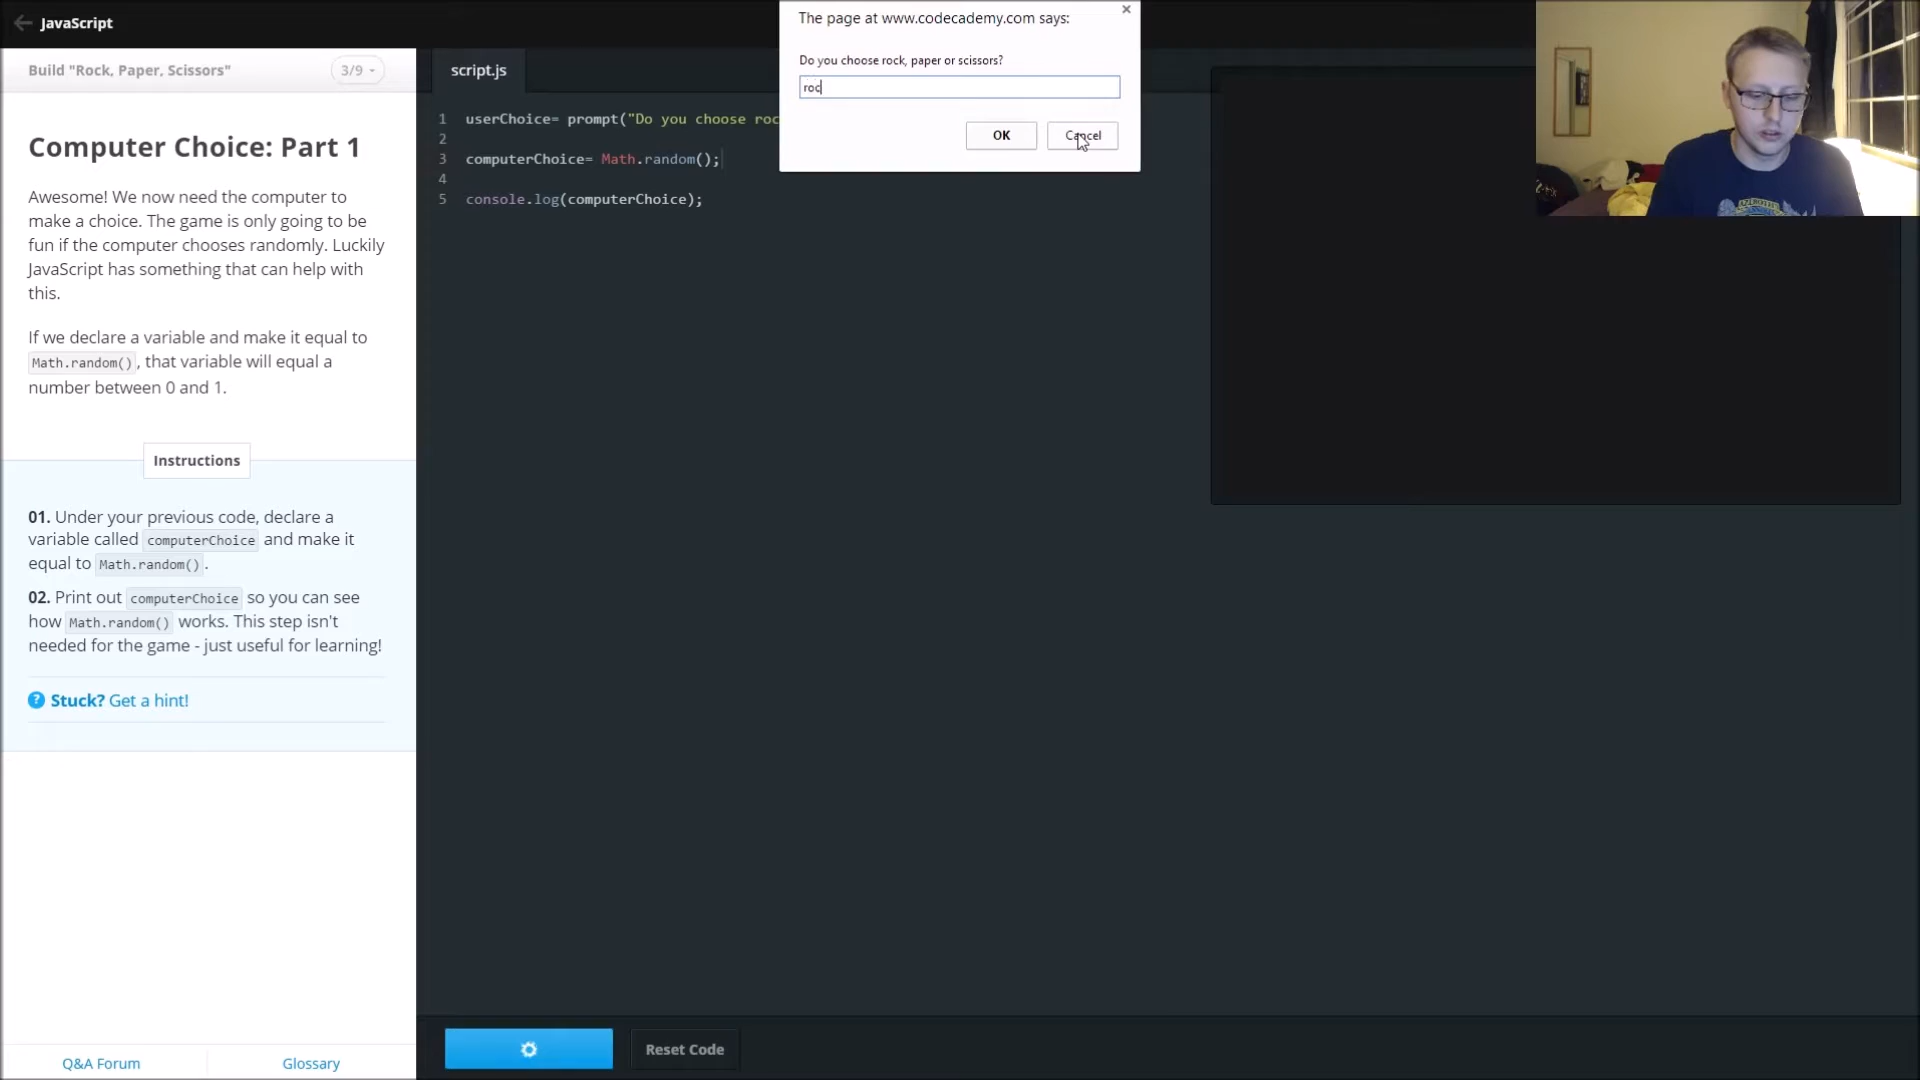 JavaScript
Build "Rock, Paper, Scissors"
3/9
Computer Choice: Part 1
Awesome! We now need the computer to
make a choice. The game is only going to be
fun if the computer chooses randomly. Luckily
JavaScript has something that can help with
this.
If we declare a variable and make it equal to
Math.random(), that variable will equal a
number between 0 and 1.
Instructions
01. Under your previous code, declare a
variable called computerChoice and make it
equal to Math.random().
02. Print out computerChoice so you can see
how Math.random() works. This step isn't
needed for the game - just useful for learning!
? Stuck? Get a hint!
Q&A Forum
Glossary
script.js
1 userChoice= prompt("Do you choose roc
2
3 computerChoice= Math.random();
4
5 console.log(computerChoice);
The page at www.codecademy.com says:
Do you choose rock, paper or scissors?
roc
OK
Cancel
Reset Code